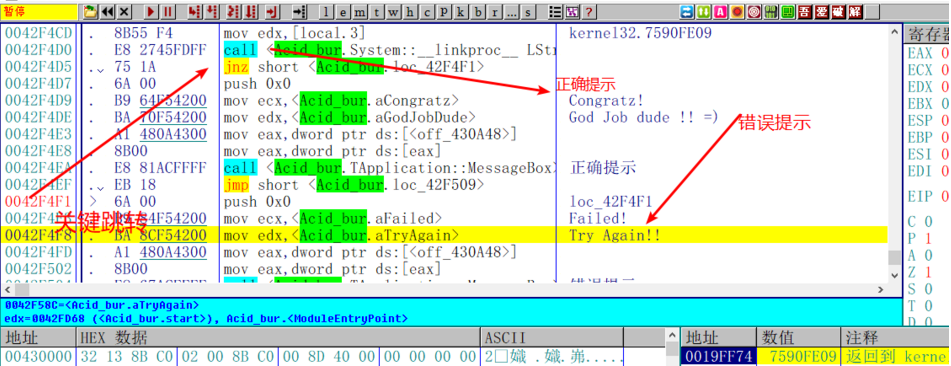 暂停 l e m t w h c p k b r ... s ?
0042F4CD . 8B55 F4 mov edx,[local.3] kernel32.7590FE09
0042F4D0 . E8 2745FDFF call <Acid_bur.System::__linkproc__ LStr
0042F4D5 .⌄ 75 1A jnz short <Acid_bur.loc_42F4F1>
0042F4D7 . 6A 00 push 0x0
正确提示
0042F4D9 . B9 64F54200 mov ecx,<Acid_bur.aCongratz> Congratz!
0042F4DE . BA 70F54200 mov edx,<Acid_bur.aGodJobDude> God Job dude !! =)
0042F4E3 . A1 480A4300 mov eax,dword ptr ds:[<off_430A48>]
错误提示
0042F4E8 . 8B00 mov eax,dword ptr ds:[eax]
0042F4EA . E8 81ACFFFF call <Acid_bur.TApplication::MessageBox 正确提示
0042F4EF .⌄ EB 18 jmp short <Acid_bur.loc_42F509>
0042F4F1 > 6A 00 push 0x0 loc_42F4F1
关键跳转
84F54200 mov ecx,<Acid_bur.aFailed> Failed!
0042F4F8 . BA 8CF54200 mov edx,<Acid_bur.aTryAgain> Try Again!!
0042F4FD . A1 480A4300 mov eax,dword ptr ds:[<off_430A48>]
0042F502 . 8B00 mov eax,dword ptr ds:[eax]
吾 爱 破 解
寄存器
EAX 0
ECX 0
EDX 0
EBX 0
ESP 0
EBP 0
ESI 0
EDI 0
EIP 0
C 0
P 1
A 0
Z 1
S 0
T 0
D 0
0042F58C=<Acid_bur.aTryAgain>
edx=0042FD68 (<Acid_bur.start>), Acid_bur.<ModuleEntryPoint>
地址 HEX 数据 ASCII
00430000 32 13 8B C0 02 00 8B C0 00 8D 40 00 00 00 00 00
地址 数值 注释
0019FF74 7590FE09 返回到 kerne